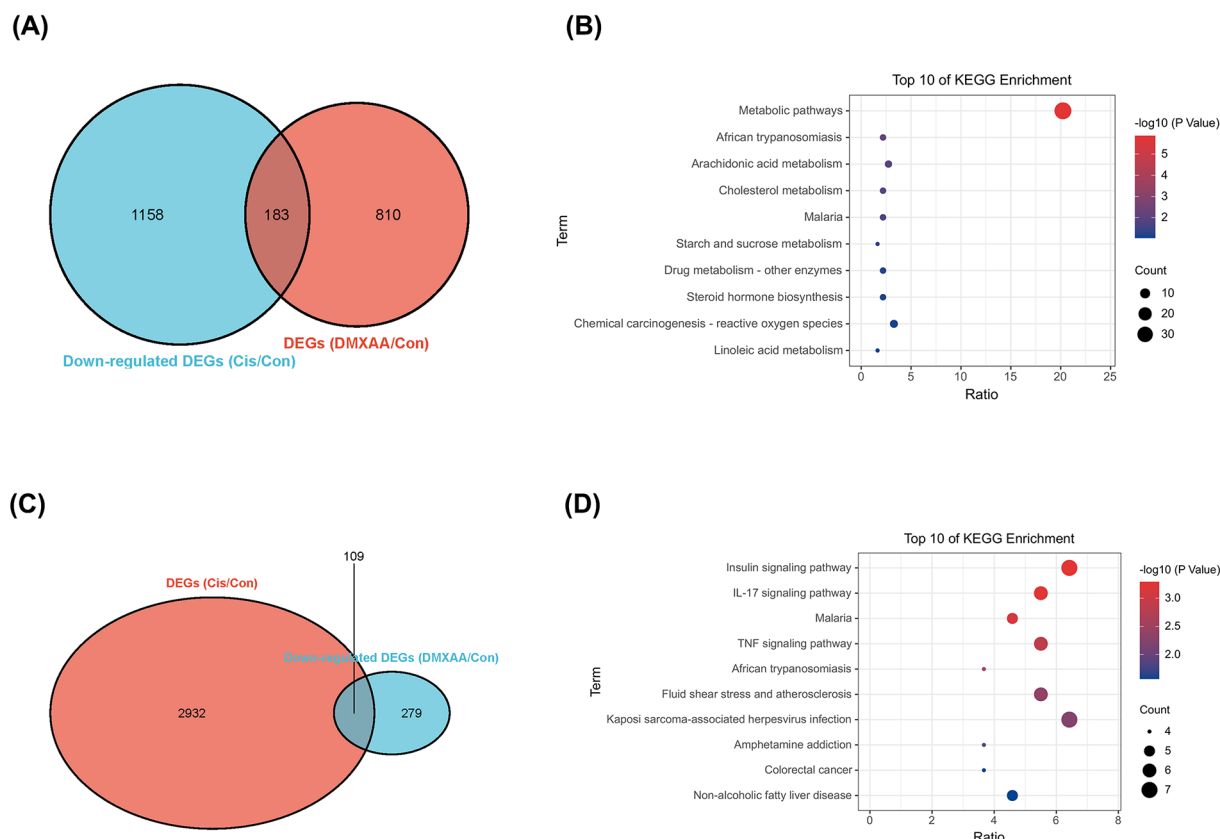 (A)
1158
183
810
DEGs (DMXAA/Con)
Down-regulated DEGs (Cis/Con)
(B)
Top 10 of KEGG Enrichment
Term
Metabolic pathways
African trypanosomiasis
Arachidonic acid metabolism
Cholesterol metabolism
Malaria
Starch and sucrose metabolism
Drug metabolism - other enzymes
Steroid hormone biosynthesis
Chemical carcinogenesis - reactive oxygen species
Linoleic acid metabolism
0 5 10 15 20 25
Ratio
-log10 (P Value)
5
4
3
2
Count
10
20
30
(C)
109
DEGs (Cis/Con)
Down-regulated DEGs (DMXAA/Con)
2932
279
(D)
Top 10 of KEGG Enrichment
Term
Insulin signaling pathway
IL-17 signaling pathway
Malaria
TNF signaling pathway
African trypanosomiasis
Fluid shear stress and atherosclerosis
Kaposi sarcoma-associated herpesvirus infection
Amphetamine addiction
Colorectal cancer
Non-alcoholic fatty liver disease
0 2 4 6 8
Ratio
-log10 (P Value)
3.0
2.5
2.0
Count
4
5
6
7